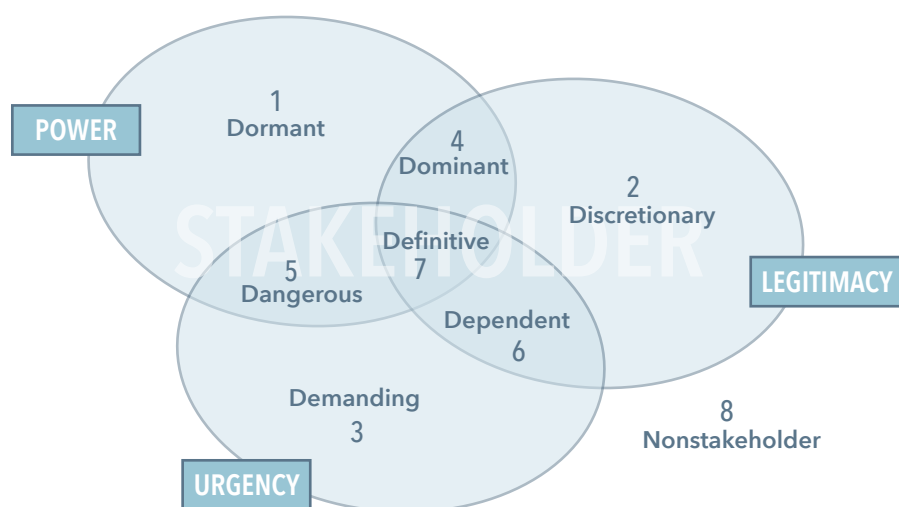 1
Dormant
POWER
4
Dominant
2
Discretionary
STAKEHOLDER
Definitive
7
5
Dangerous
LEGITIMACY
Dependent
6
Demanding
3
8
Nonstakeholder
URGENCY